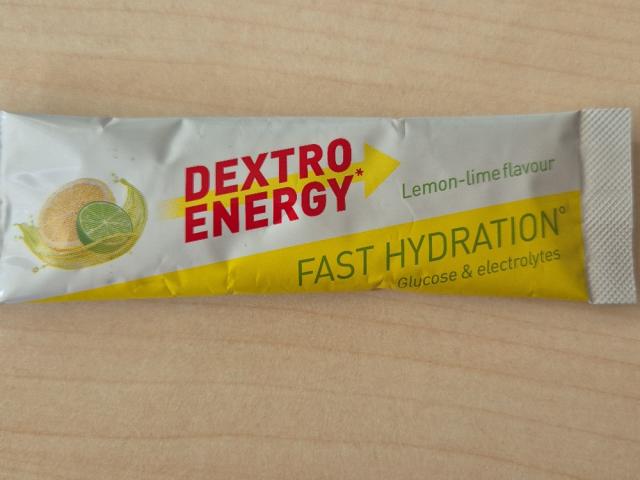 DEXTRO
ENERGY*
Lemon-lime flavour
FAST HYDRATION°
Glucose & electrolytes